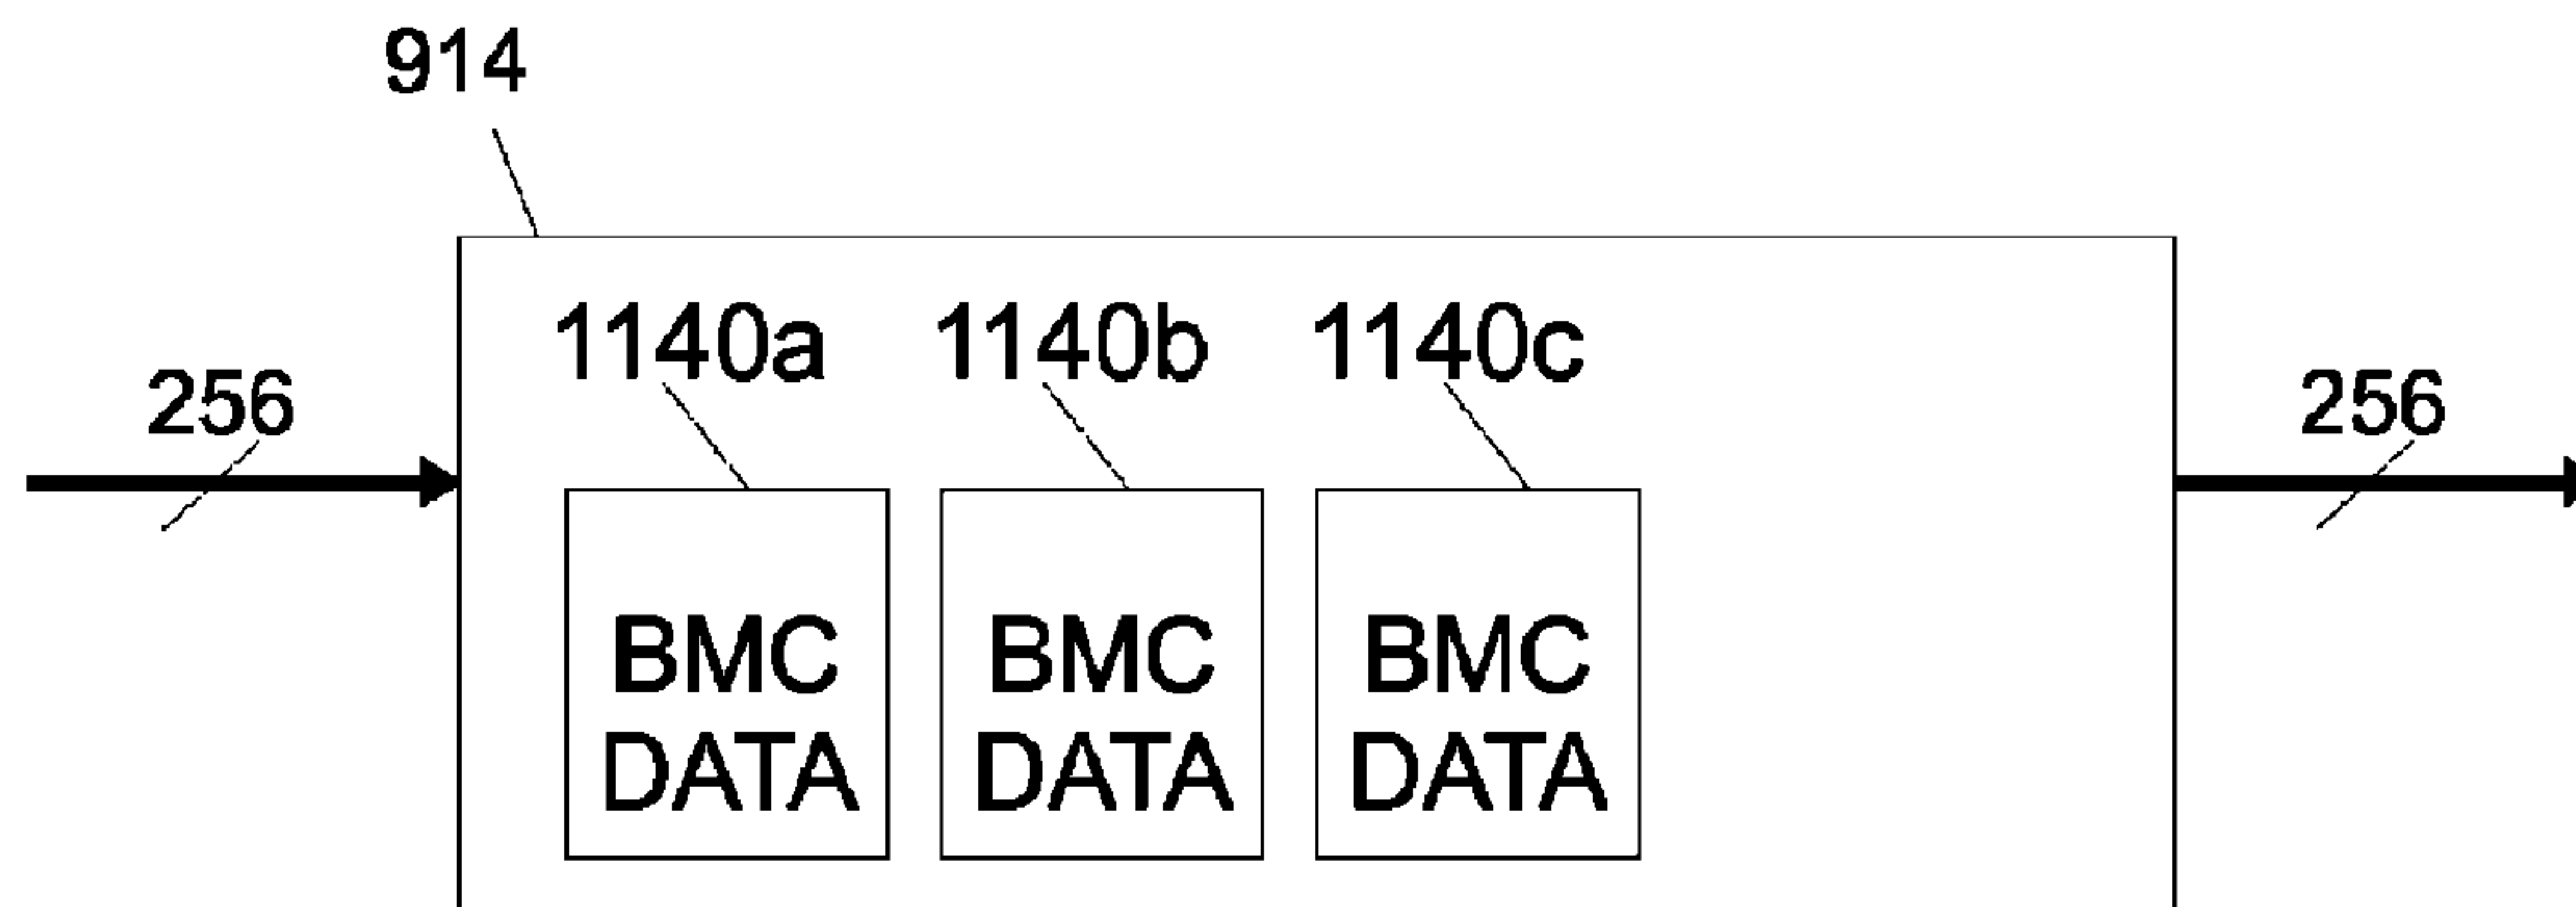 914
1140a 1140b 1140c
256 256
BMC BMC BMC
DATA DATA DATA